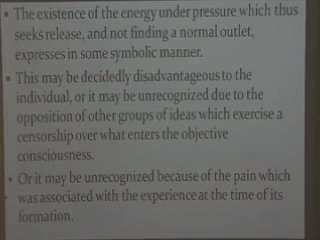 • The existence of the energy under pressure which thus
seeks release, and not finding a normal outlet,
expresses in some symbolic manner.
• This may be decidedly disadvantageous to the
individual, or it may be unrecognized due to the
opposition of other groups of ideas which exercise a
censorship over what enters the objective
consciousness.
• Or it may be unrecognized because of the pain which
was associated with the experience at the time of its
formation.